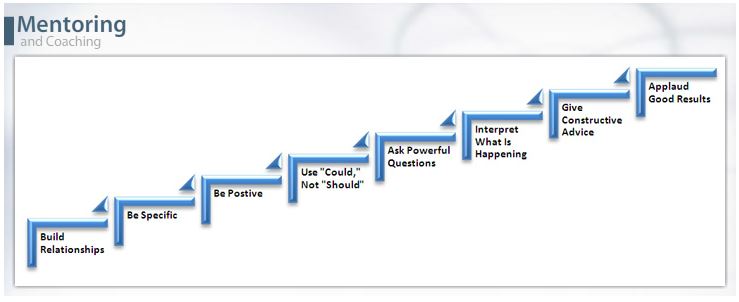 Mentoring
and Coaching
Build
Relationships
Be Specific
Be Postive
Use "Could,"
Not "Should"
Ask Powerful
Questions
Interpret
What Is
Happening
Give
Constructive
Advice
Applaud
Good Results